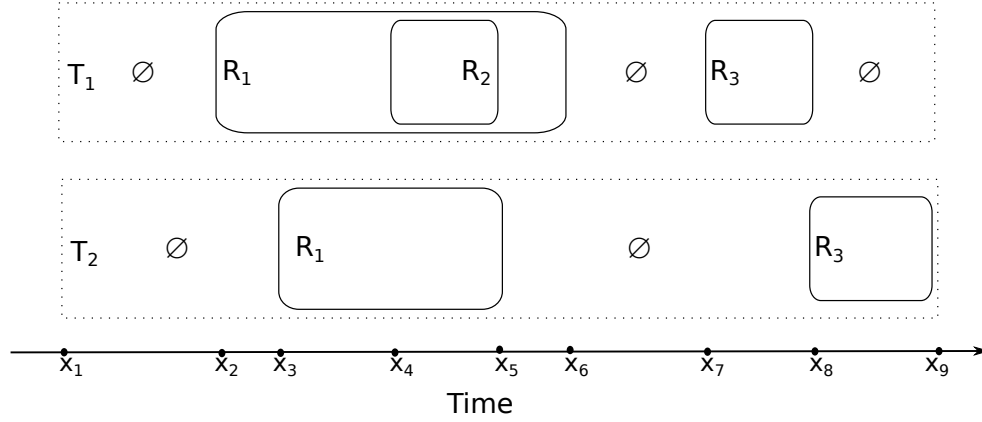 T₁ ∅ R₁ R₂ ∅ R₃ ∅
T₂ ∅ R₁ ∅ R₃
x₁ x₂ x₃ x₄ x₅ x₆ x₇ x₈ x₉
Time